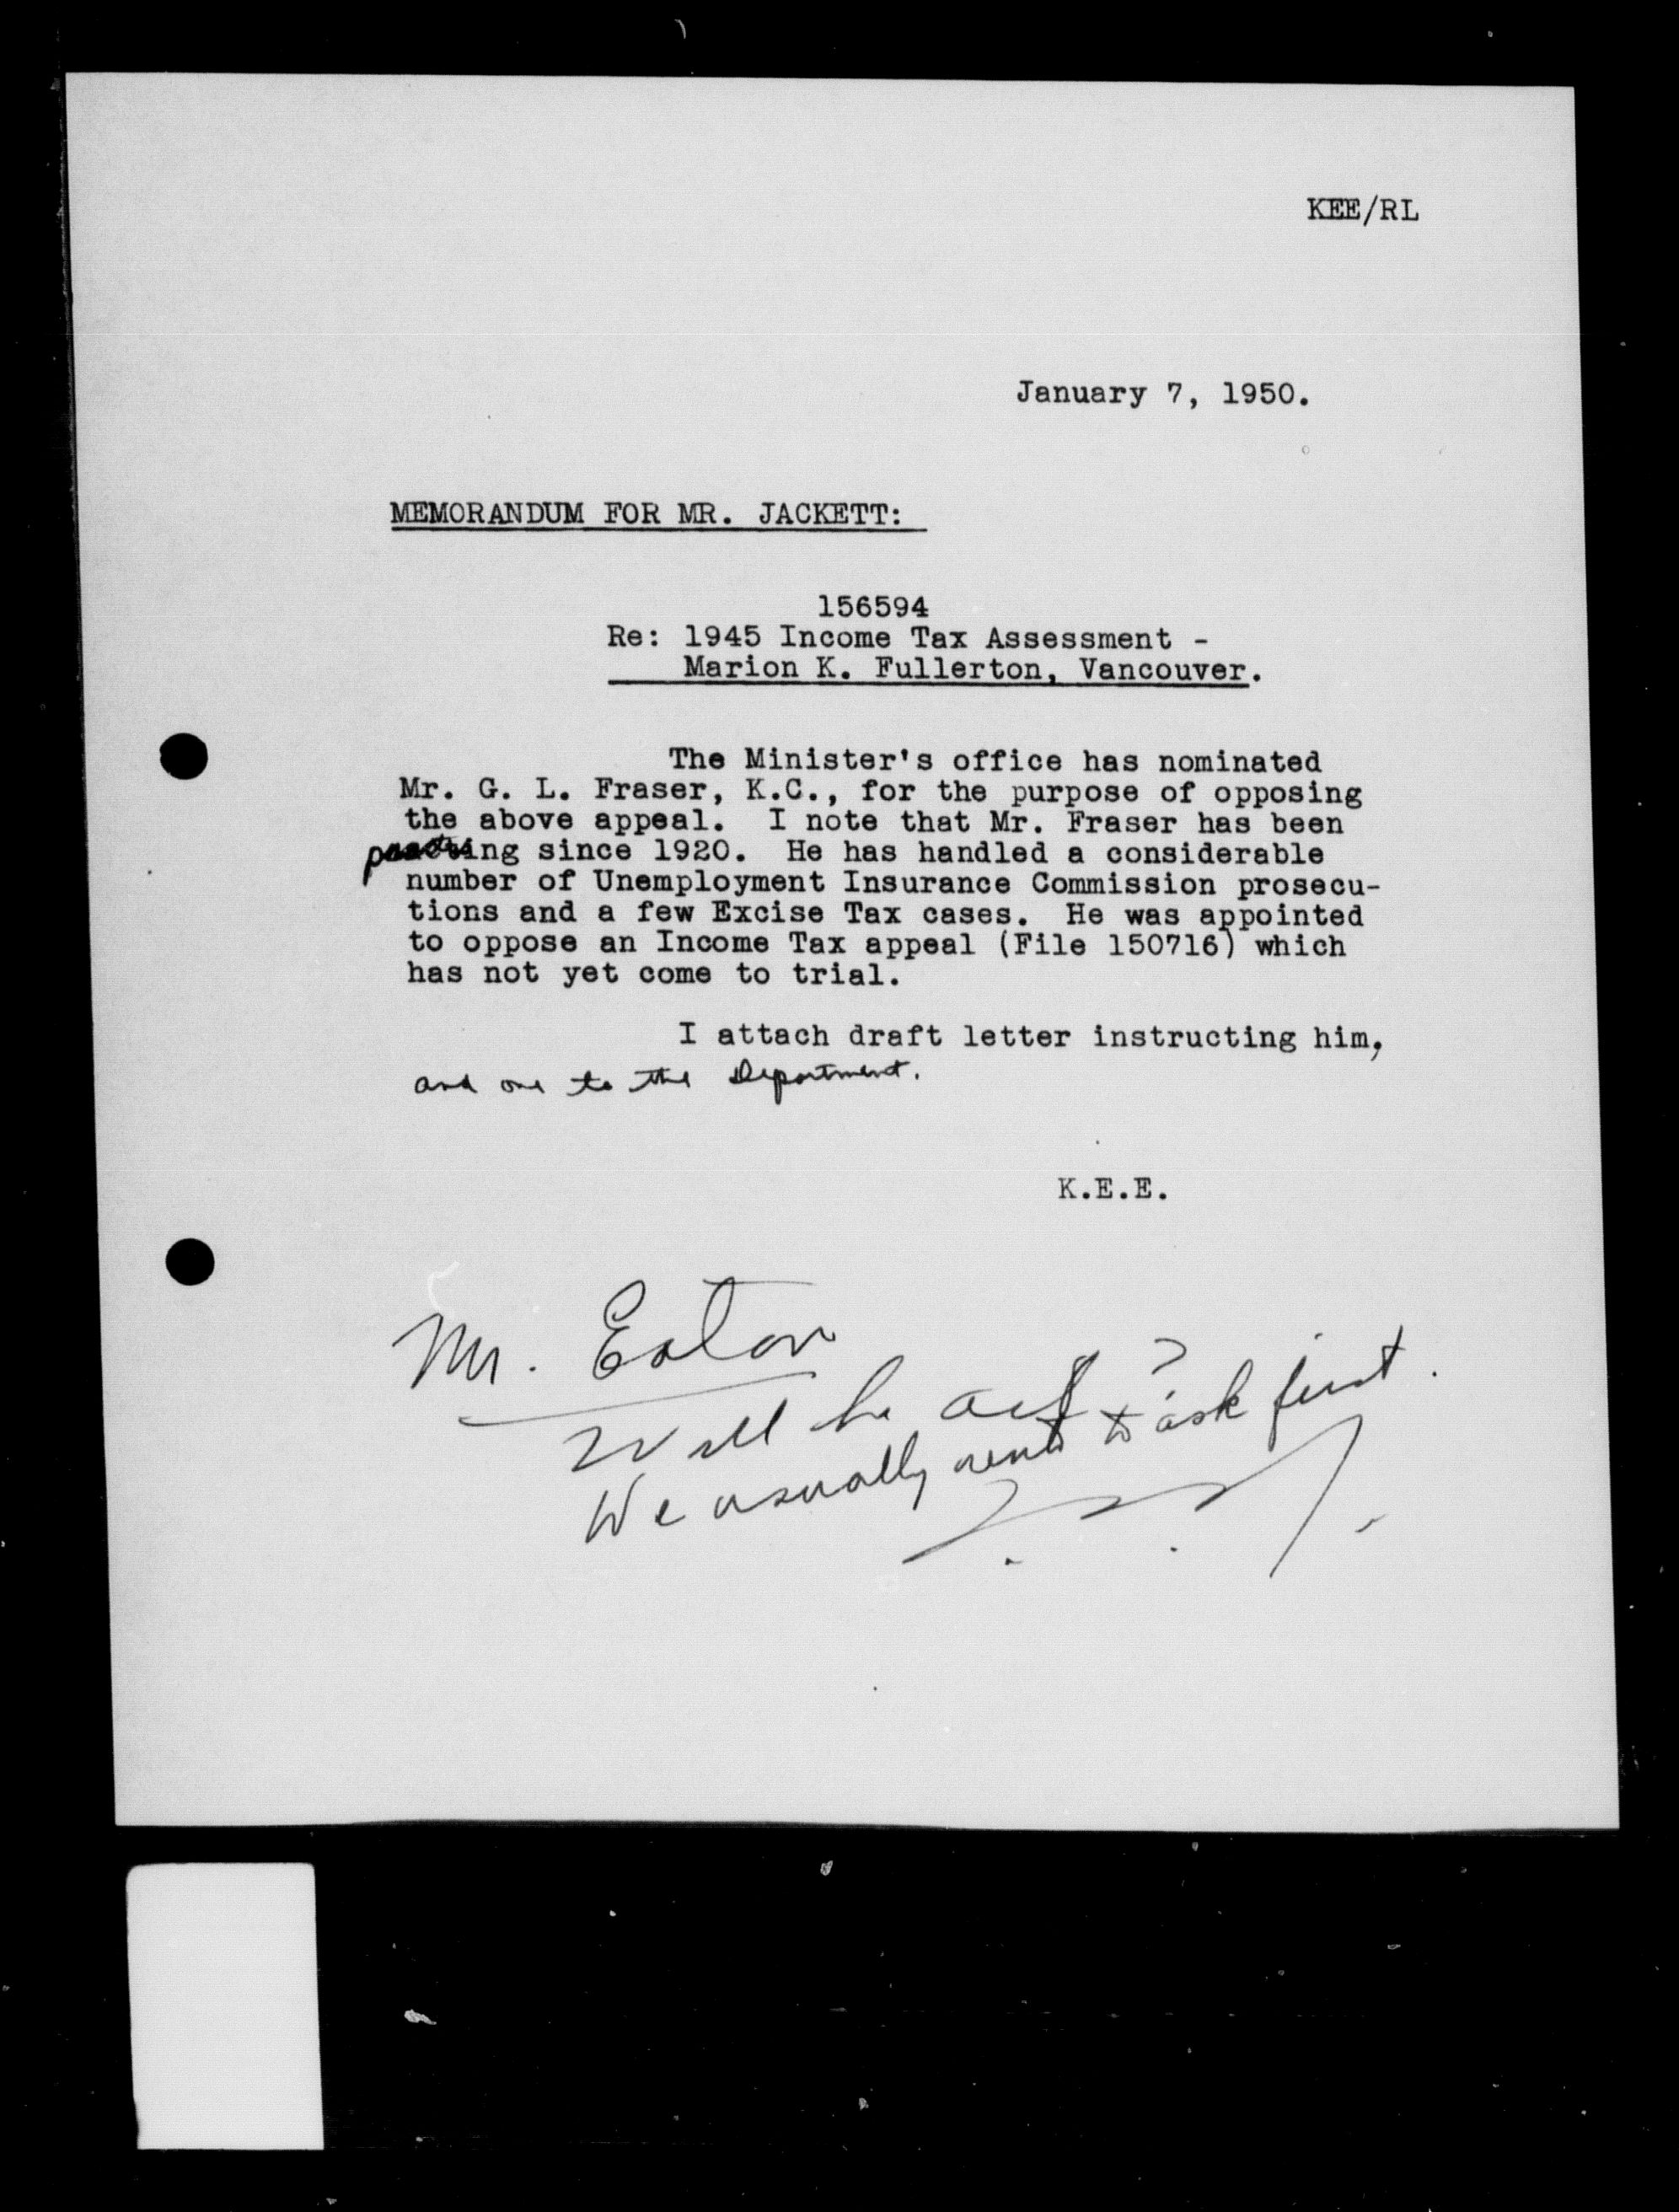 KEE/RL
January 7, 1950.
MEMORANDUM FOR MR. JACKETT:
156594
Re: 1945 Income Tax Assessment -
Marion K. Fullerton, Vancouver.
The Minister's office has nominated
Mr. G. L. Fraser, K.C., for the purpose of opposing
the above appeal. I note that Mr. Fraser has been
since 1920. He has handled a considerable
number of Unemployment Insurance Commission prosecu-
tions and a few Excise Tax cases. He was appointed
to oppose an Income Tax appeal (File 150716) which
has not yet come to trial.
I attach draft letter instructing him,
and one to the Department.
K.E.E.
Mr. Eaton
Will he act?
We usually to ask first.